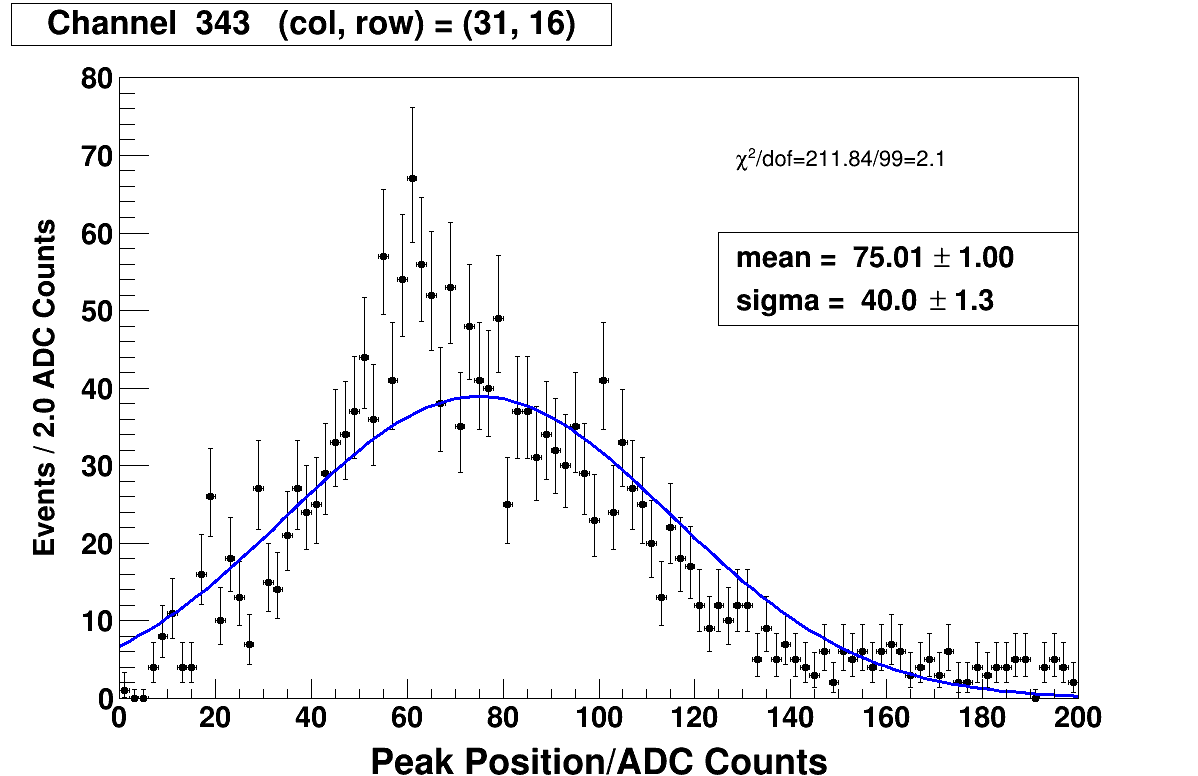 Channel 343 (col, row) = (31, 16)
80
70
60
50
40
30
20
10
0
Events / 2.0 ADC Counts
χ²/dof=211.84/99=2.1
mean = 75.01 ± 1.00
sigma = 40.0 ± 1.3
0 20 40 60 80 100 120 140 160 180 200
Peak Position/ADC Counts